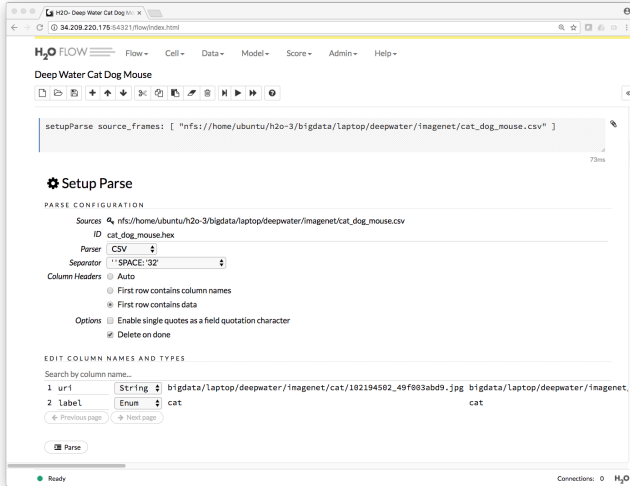 H2O- Deep Water Cat Dog Mo
34.209.220.175:54321/flow/index.html
H2O FLOW Flow Cell Data Model Score Admin Help
Deep Water Cat Dog Mouse
setupParse source_frames: [ "nfs://home/ubuntu/h2o-3/bigdata/laptop/deepwater/imagenet/cat_dog_mouse.csv" ]
73ms
Setup Parse
PARSE CONFIGURATION
Sources nfs://home/ubuntu/h2o-3/bigdata/laptop/deepwater/imagenet/cat_dog_mouse.csv
ID cat_dog_mouse.hex
Parser CSV
Separator ' ' SPACE: '32'
Column Headers Auto
First row contains column names
First row contains data
Options Enable single quotes as a field quotation character
Delete on done
EDIT COLUMN NAMES AND TYPES
Search by column name...
1 uri String bigdata/laptop/deepwater/imagenet/cat/102194502_49f003abd9.jpg bigdata/laptop/deepwater/imagenet
2 label Enum cat cat
← Previous page → Next page
Parse
Ready Connections: 0 H2O